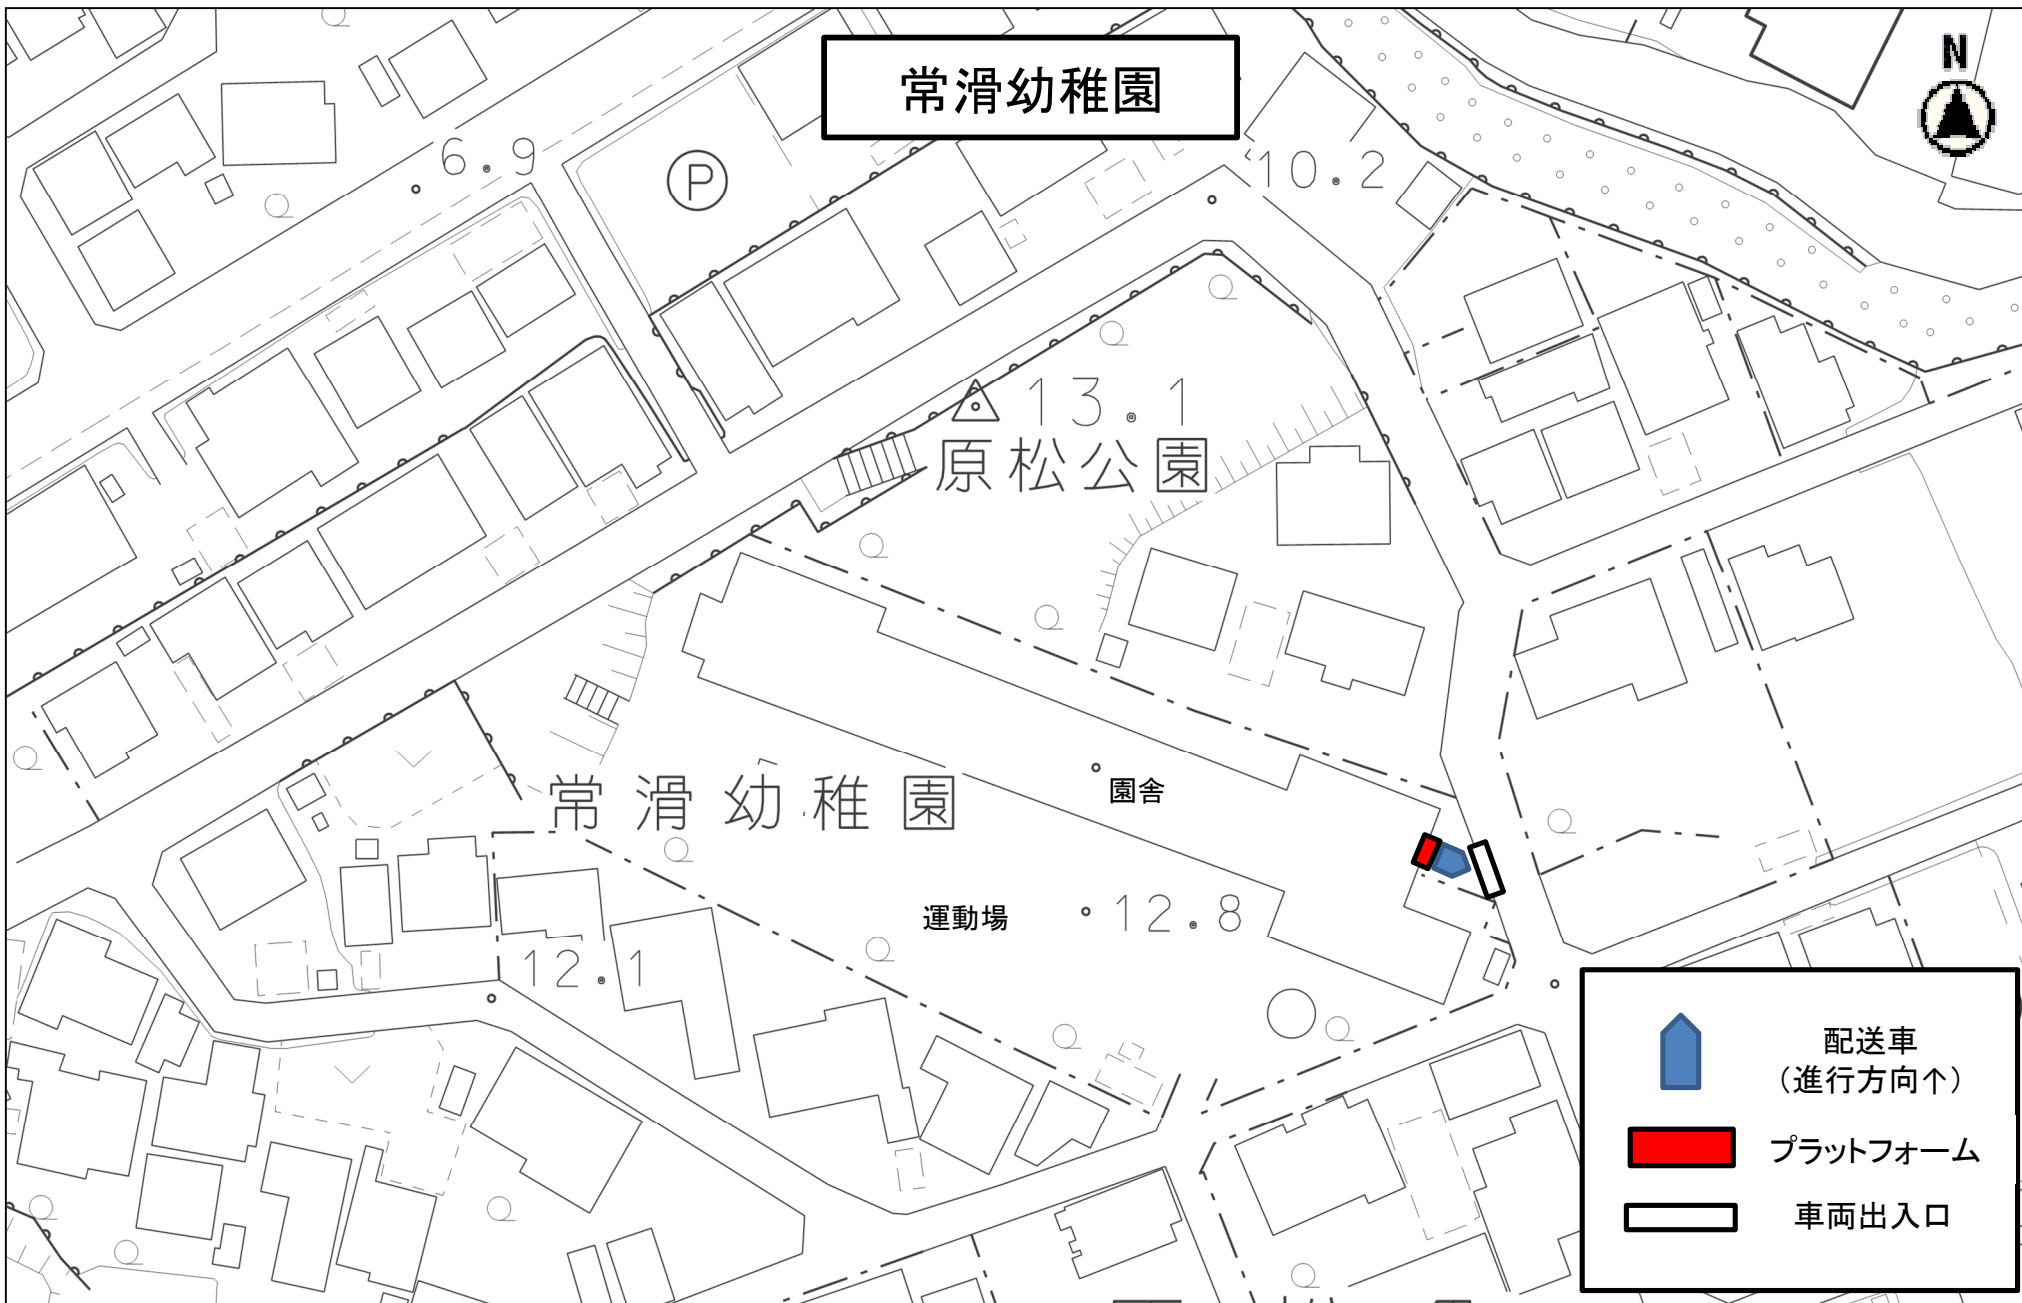 常滑幼稚園
N
6.9
P
10.2
13.1
原松公園
常滑幼稚園
園舎
運動場
12.8
12.1
配送車
(進行方向↑)
プラットフォーム
車両出入口